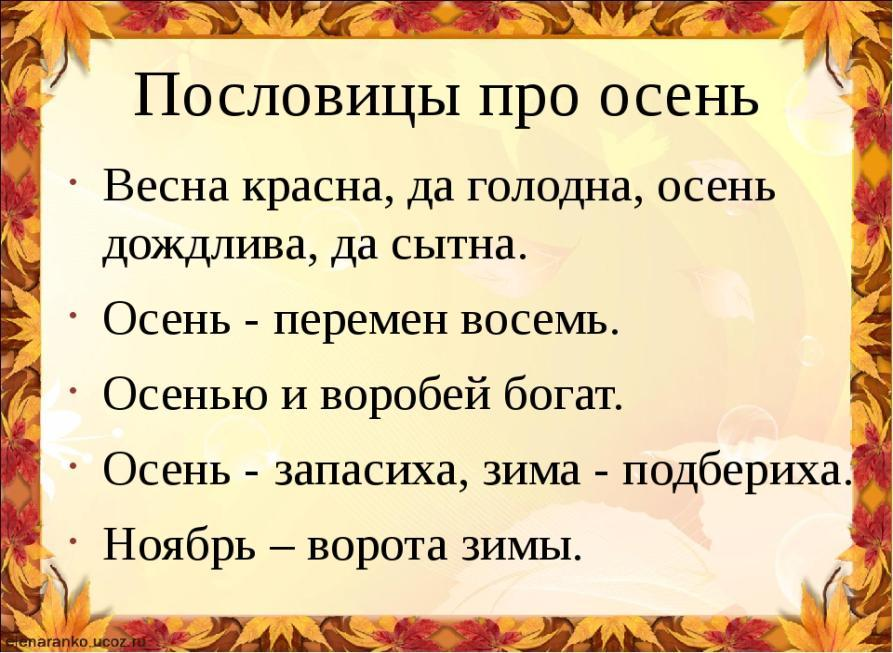 Пословицы про осень
• Весна красна, да голодна, осень
дождлива, да сытна.
• Осень - перемен восемь.
• Осенью и воробей богат.
• Осень - запасиха, зима - подбериха.
• Ноябрь – ворота зимы.
elenaranko.ucoz.ru